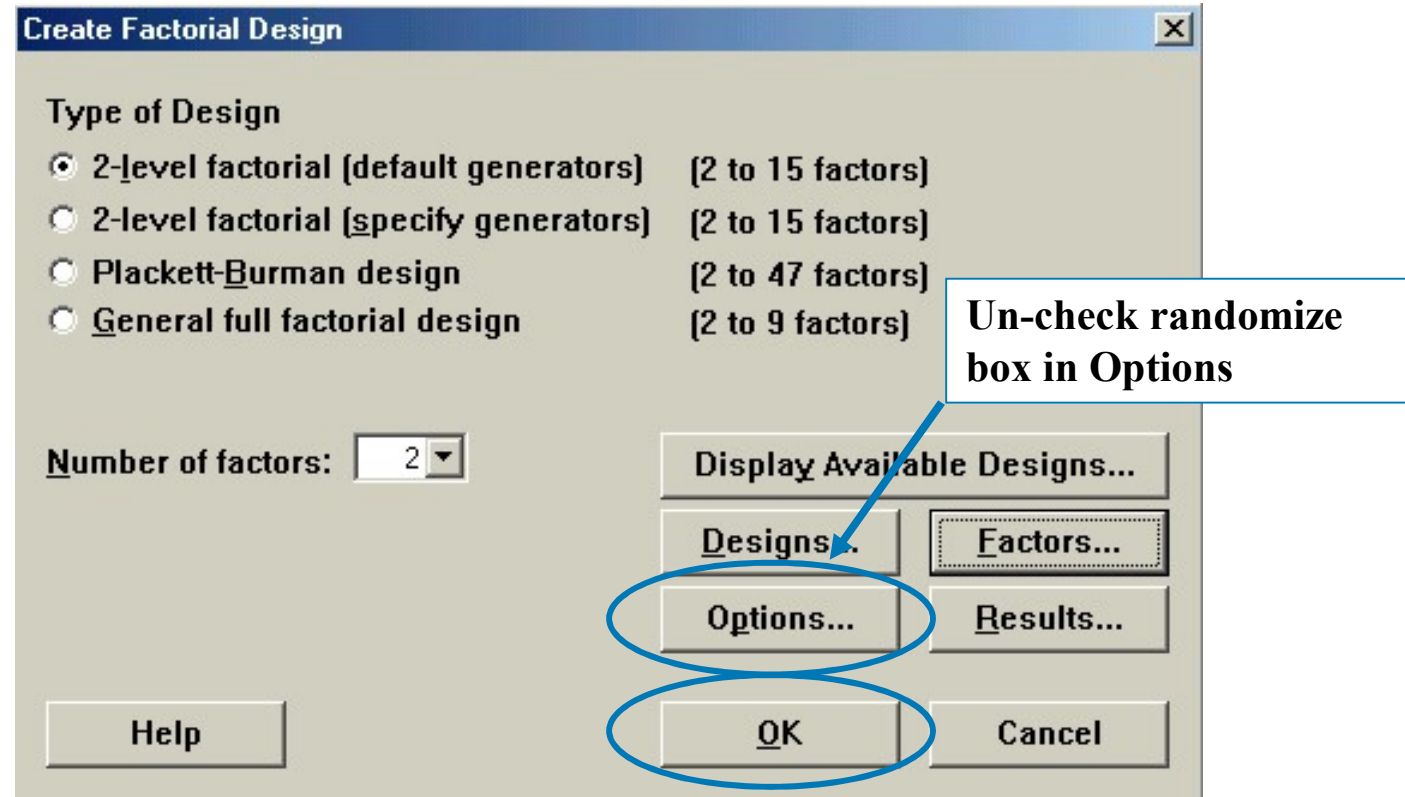 Create Factorial Design
Type of Design
2-level factorial (default generators) (2 to 15 factors)
2-level factorial (specify generators) (2 to 15 factors)
Plackett-Burman design (2 to 47 factors)
General full factorial design (2 to 9 factors)
Un-check randomize
box in Options
Number of factors: 2
Display Available Designs...
Designs... Factors...
Options... Results...
Help OK Cancel